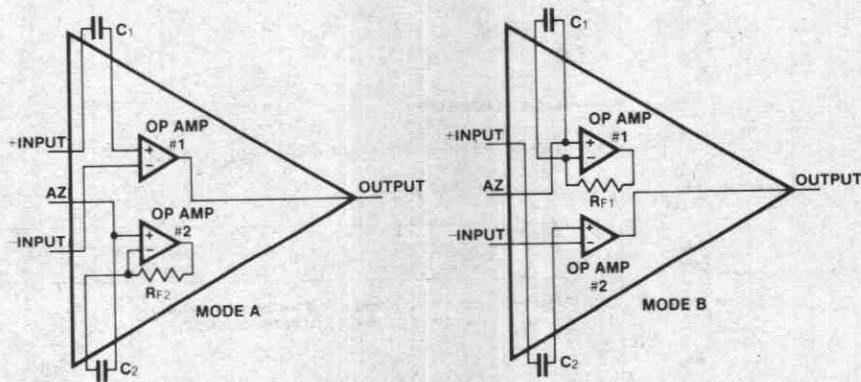 C1
+INPUT
OP AMP
#1
+
−
AZ
OUTPUT
OP AMP
#2
-INPUT
+
−
RF2
MODE A
C2
C1
+INPUT
OP AMP
#1
+
−
AZ
OUTPUT
RF1
-INPUT
+
−
OP AMP
#2
MODE B
C2